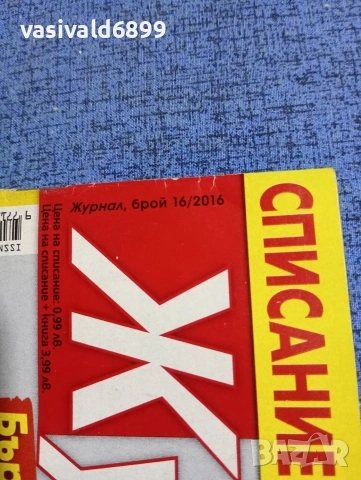 vasivald6899
Журнал, брой 16/2016
СПИСАНИЕ
Цена на списание: 0,99 лв.
Цена на списание + книга 3,99 лв.
Ж
БАЗАР